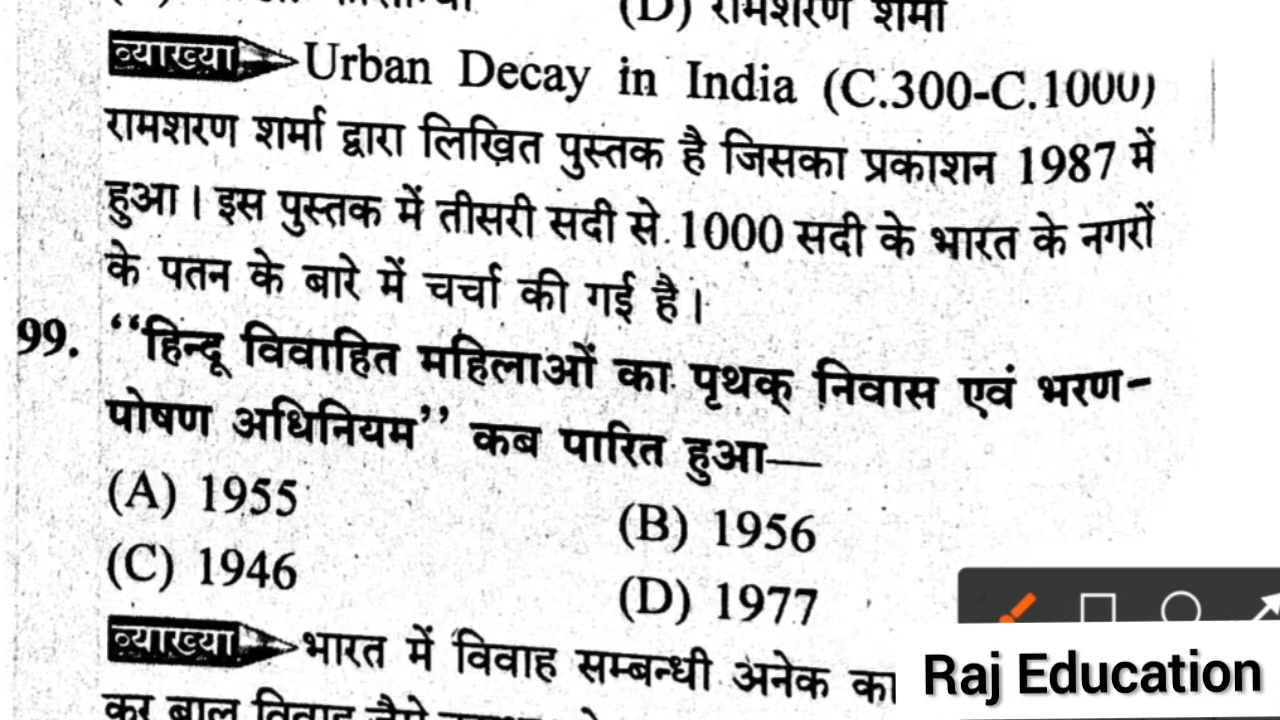 (D) रामशरण शर्मा
व्याख्या Urban Decay in India (C.300-C.1000)
रामशरण शर्मा द्वारा लिखित पुस्तक है जिसका प्रकाशन 1987 में
हुआ। इस पुस्तक में तीसरी सदी से 1000 सदी के भारत के नगरों
के पतन के बारे में चर्चा की गई है।
99. “हिन्दू विवाहित महिलाओं का पृथक् निवास एवं भरण-
पोषण अधिनियम” कब पारित हुआ—
(A) 1955
(B) 1956
(C) 1946
(D) 1977
व्याख्या भारत में विवाह सम्बन्धी अनेक
Raj Education
कर बाल विवाह जैसे